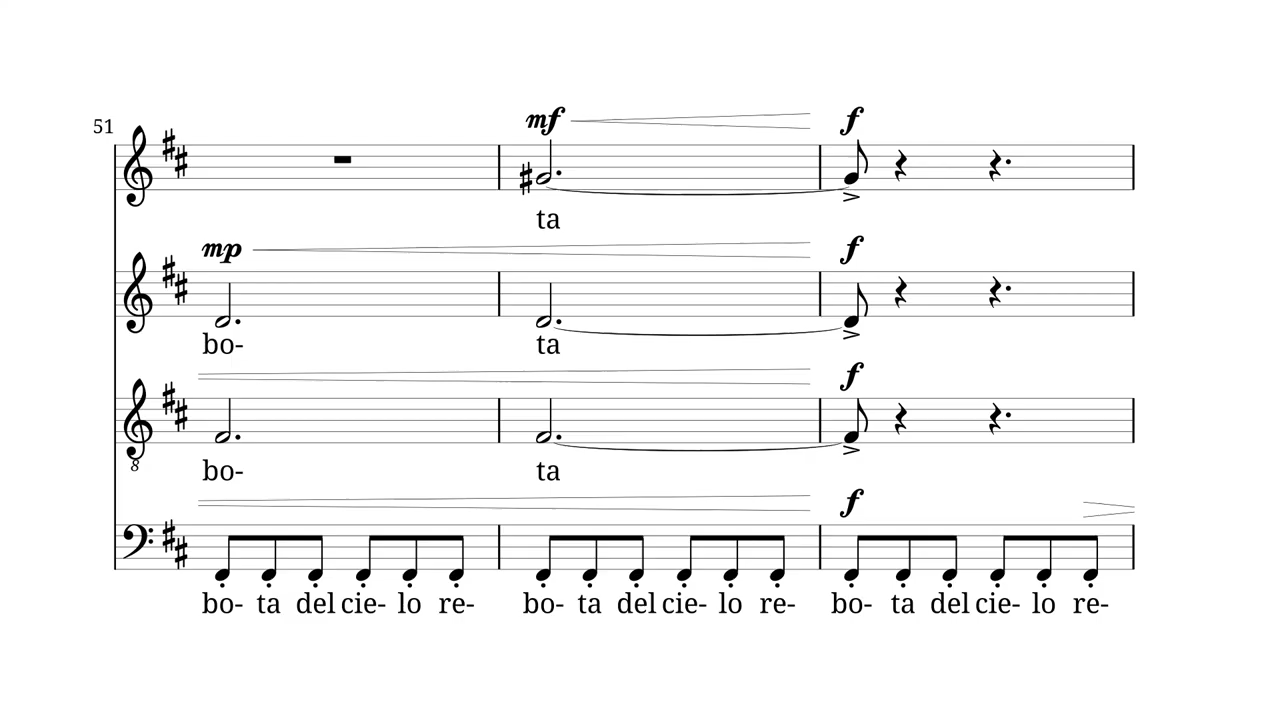 51
mf f
ta
mp f
bo- ta
f
8
bo- ta
f
bo- ta del cie- lo re- bo- ta del cie- lo re- bo- ta del cie- lo re-